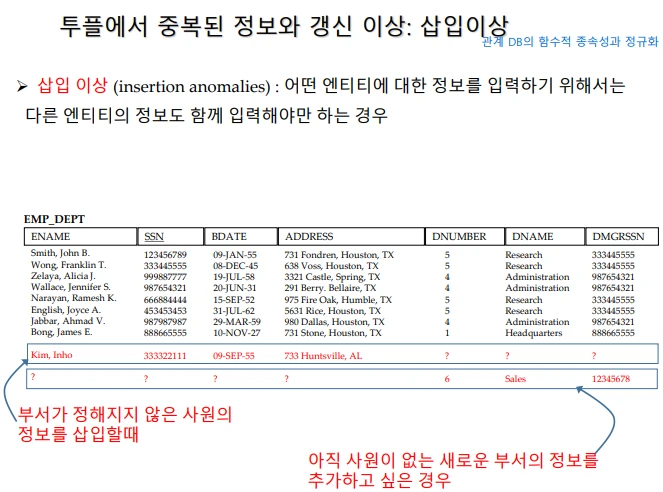 투플에서 중복된 정보와 갱신 이상: 삽입이상
관계 DB의 함수적 종속성과 정규화
➢ 삽입 이상 (insertion anomalies) : 어떤 엔티티에 대한 정보를 입력하기 위해서는
다른 엔티티의 정보도 함께 입력해야만 하는 경우
EMP_DEPT
ENAME SSN BDATE ADDRESS DNUMBER DNAME DMGRSSN
Smith, John B. 123456789 09-JAN-55 731 Fondren, Houston, TX 5 Research 333445555
Wong, Franklin T. 333445555 08-DEC-45 638 Voss, Houston, TX 5 Research 333445555
Zelaya, Alicia J. 999887777 19-JUL-58 3321 Castle, Spring, TX 4 Administration 987654321
Wallace, Jennifer S. 987654321 20-JUN-31 291 Berry. Bellaire, TX 4 Administration 987654321
Narayan, Ramesh K. 666884444 15-SEP-52 975 Fire Oak, Humble, TX 5 Research 333445555
English, Joyce A. 453453453 31-JUL-62 5631 Rice, Houston, TX 5 Research 333445555
Jabbar, Ahmad V. 987987987 29-MAR-59 980 Dallas, Houston, TX 4 Administration 987654321
Bong, James E. 888665555 10-NOV-27 731 Stone, Houston, TX 1 Headquarters 888665555
Kim, Inho 333322111 09-SEP-55 733 Huntsville, AL ? ? ?
? ? ? ? 6 Sales 12345678
부서가 정해지지 않은 사원의
정보를 삽입할때
아직 사원이 없는 새로운 부서의 정보를
추가하고 싶은 경우